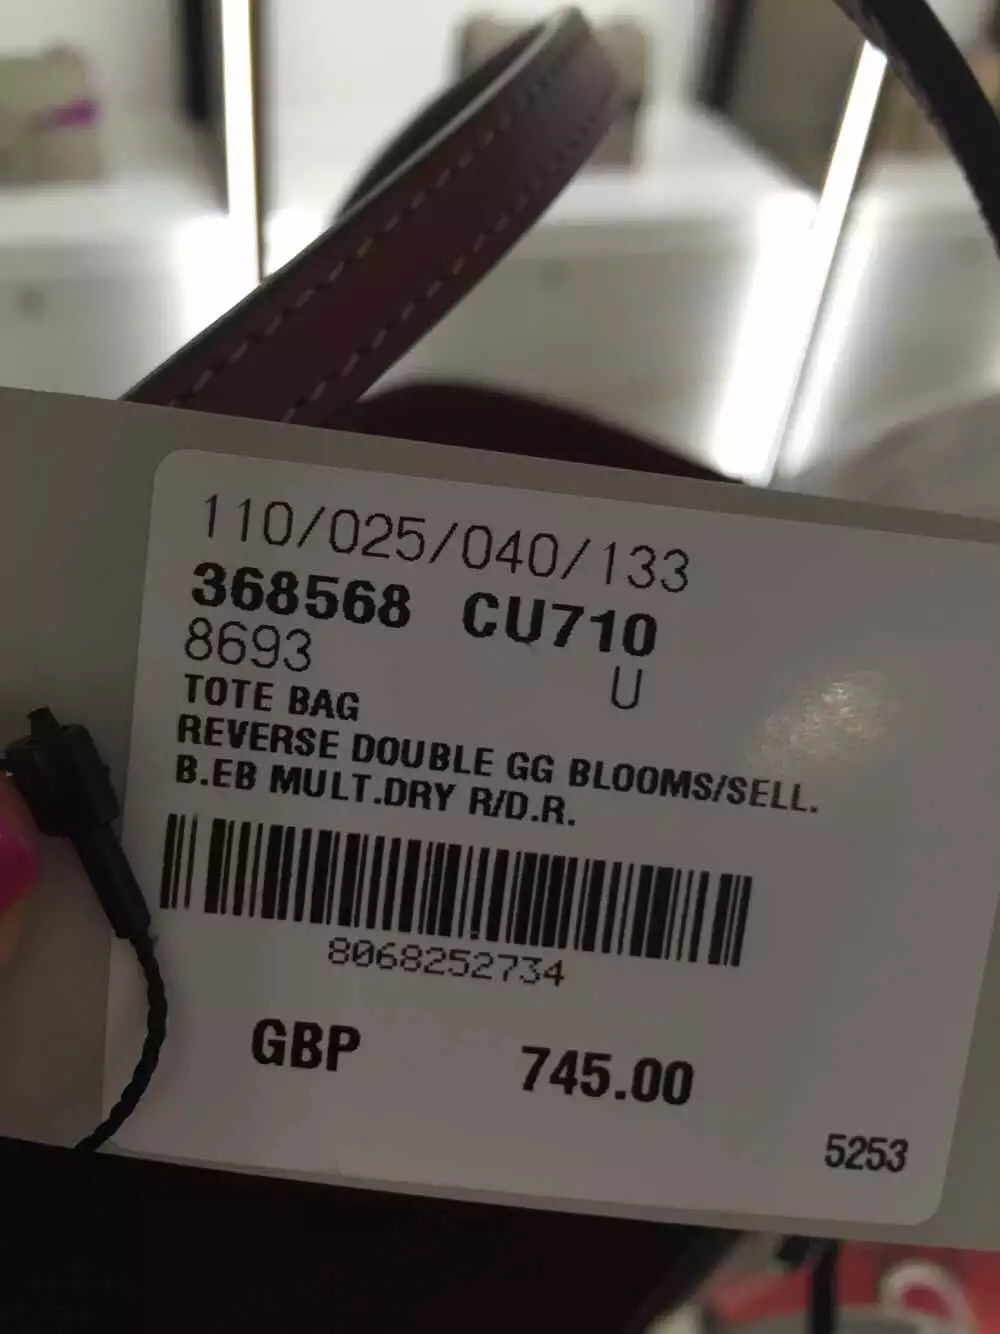 110/025/040/133
368568 CU710
8693 U
TOTE BAG
REVERSE DOUBLE GG BLOOMS/SELL.
B.EB MULT.DRY R/D.R.
8068252734
GBP 745.00
5253